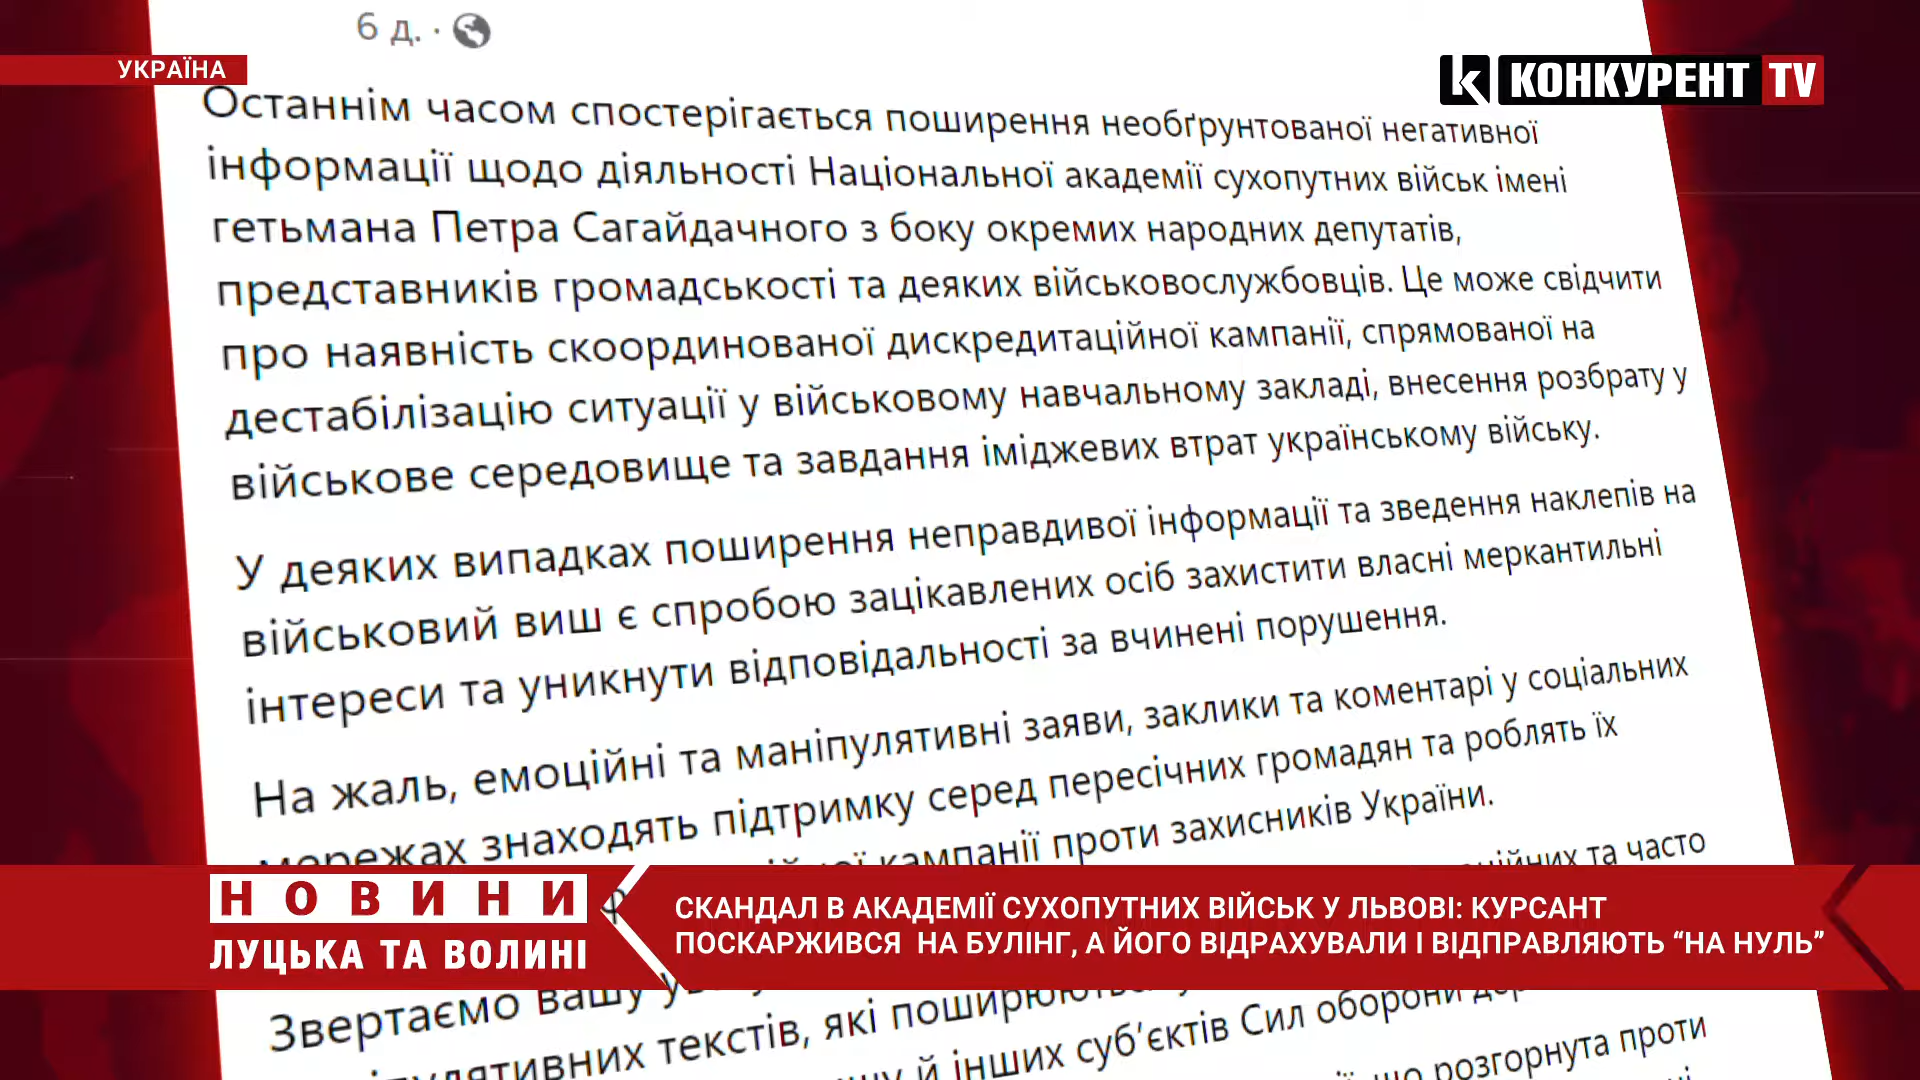 6 д. ·
УКРАЇНА
КОНКУРЕНТ TV
Останнім часом спостерігається поширення необґрунтованої негативної
інформації щодо діяльності Національної академії сухопутних військ імені
гетьмана Петра Сагайдачного з боку окремих народних депутатів,
представників громадськості та деяких військовослужбовців. Це може свідчити
про наявність скоординованої дискредитаційної кампанії, спрямованої на
дестабілізацію ситуації у військовому навчальному закладі, внесення розбрату у
військове середовище та завдання іміджевих втрат українському війську.
У деяких випадках поширення неправдивої інформації та зведення наклепів на
військовий виш є спробою зацікавлених осіб захистити власні меркантильні
інтереси та уникнути відповідальності за вчинені порушення.
На жаль, емоційні та маніпулятивні заяви, заклики та коментарі у соціальних
мережах знаходять підтримку серед пересічних громадян та роблять їх
кампанії проти захисників України.
та часто
НОВИНИ
ЛУЦЬКА ТА ВОЛИНІ
СКАНДАЛ В АКАДЕМІЇ СУХОПУТНИХ ВІЙСЬК У ЛЬВОВІ: КУРСАНТ
ПОСКАРЖИВСЯ НА БУЛІНГ, А ЙОГО ВІДРАХУВАЛИ І ВІДПРАВЛЯЮТЬ “НА НУЛЬ”
Звертаємо вашу
текстів, які поширюються
й інших суб’єктів Сил оборони
розгорнута проти